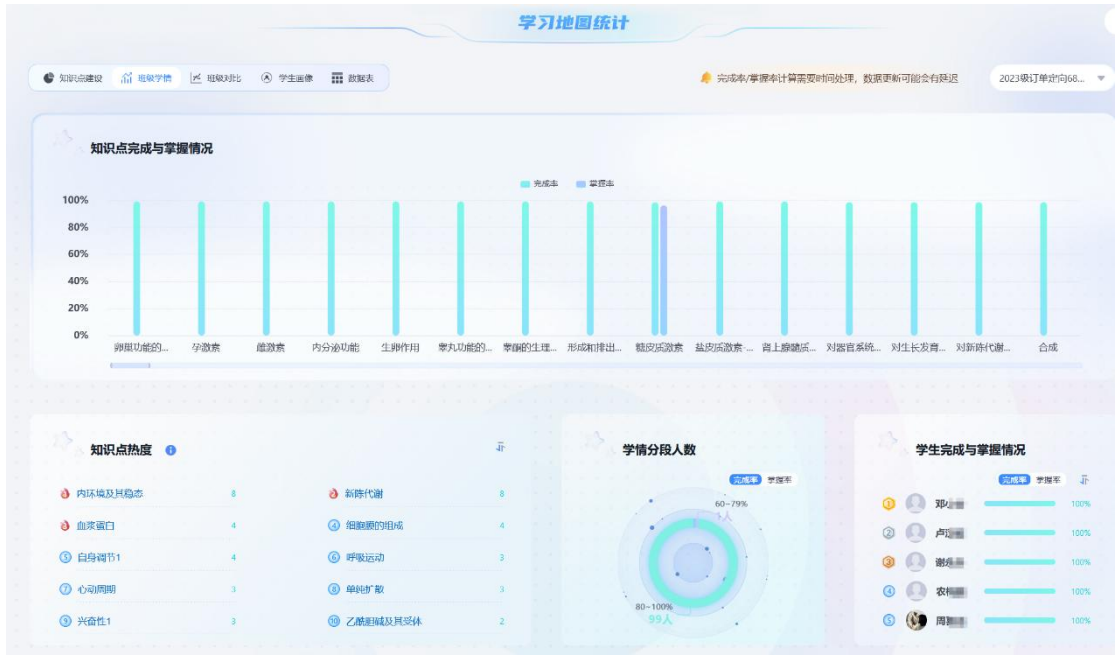 学习地图统计
知识点建设 班级学情 班级对比 学生画像 数据表
完成率/掌握率计算需要时间处理，数据更新可能会有延迟
2023级订单定向68...
知识点完成与掌握情况
完成率 掌握率
100%
80%
60%
40%
20%
0%
卵巢功能的... 孕激素 雌激素 内分泌功能 生卵作用 睾丸功能的... 睾酮的生理... 形成和排出... 糖皮质激素 盐皮质激素-... 肾上腺髓质... 对器官系统... 对生长发育... 对新陈代谢... 合成
知识点热度
内环境及其稳态 8 新陈代谢 8
血浆蛋白 4 ④ 细胞膜的组成 4
⑤ 自身调节1 4 ⑥ 呼吸运动 3
⑦ 心动周期 3 ⑧ 单纯扩散 3
⑨ 兴奋性1 3 ⑩ 乙酰胆碱及其受体 2
学情分段人数
完成率 掌握率
60~79%
人
80~100%
99人
学生完成与掌握情况
完成率 掌握率
1 邓 100%
2 卢 100%
3 谢 100%
④ 农 100%
⑤ 周 100%